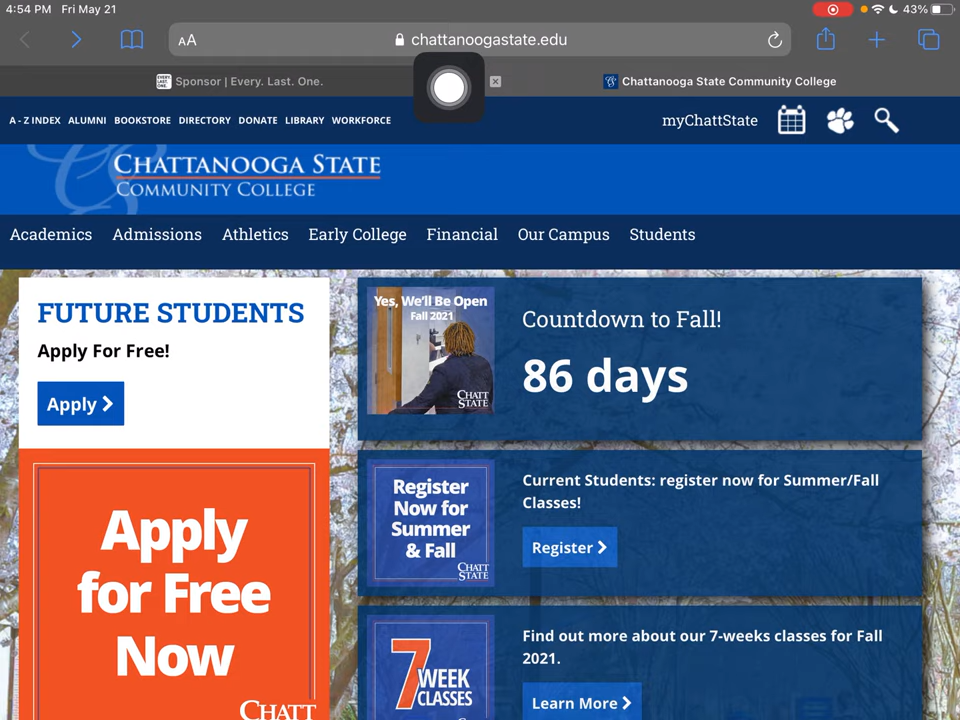 4:54 PM Fri May 21
43%
AA
chattanoogastate.edu
EVERY. LAST. ONE.
Sponsor | Every. Last. One.
Chattanooga State Community College
A - Z INDEX ALUMNI BOOKSTORE DIRECTORY DONATE LIBRARY WORKFORCE
myChattState
CHATTANOOGA STATE
COMMUNITY COLLEGE
Academics Admissions Athletics Early College Financial Our Campus Students
FUTURE STUDENTS
Apply For Free!
Apply
Apply
for Free
Now
CHATT
Yes, We'll Be Open
Fall 2021
CHATT
STATE
Countdown to Fall!
86 days
Register
Now for
Summer
& Fall
CHATT
STATE
Current Students: register now for Summer/Fall
Classes!
Register
7 WEEK
CLASSES
Find out more about our 7-weeks classes for Fall
2021.
Learn More